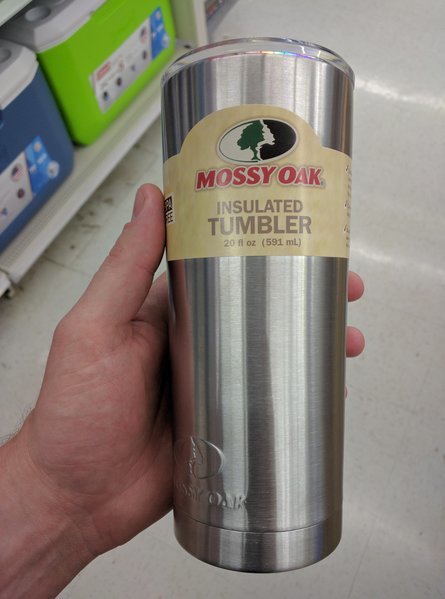 MOSSY OAK
INSULATED
TUMBLER
20 fl oz (591 mL)
MOSSY OAK